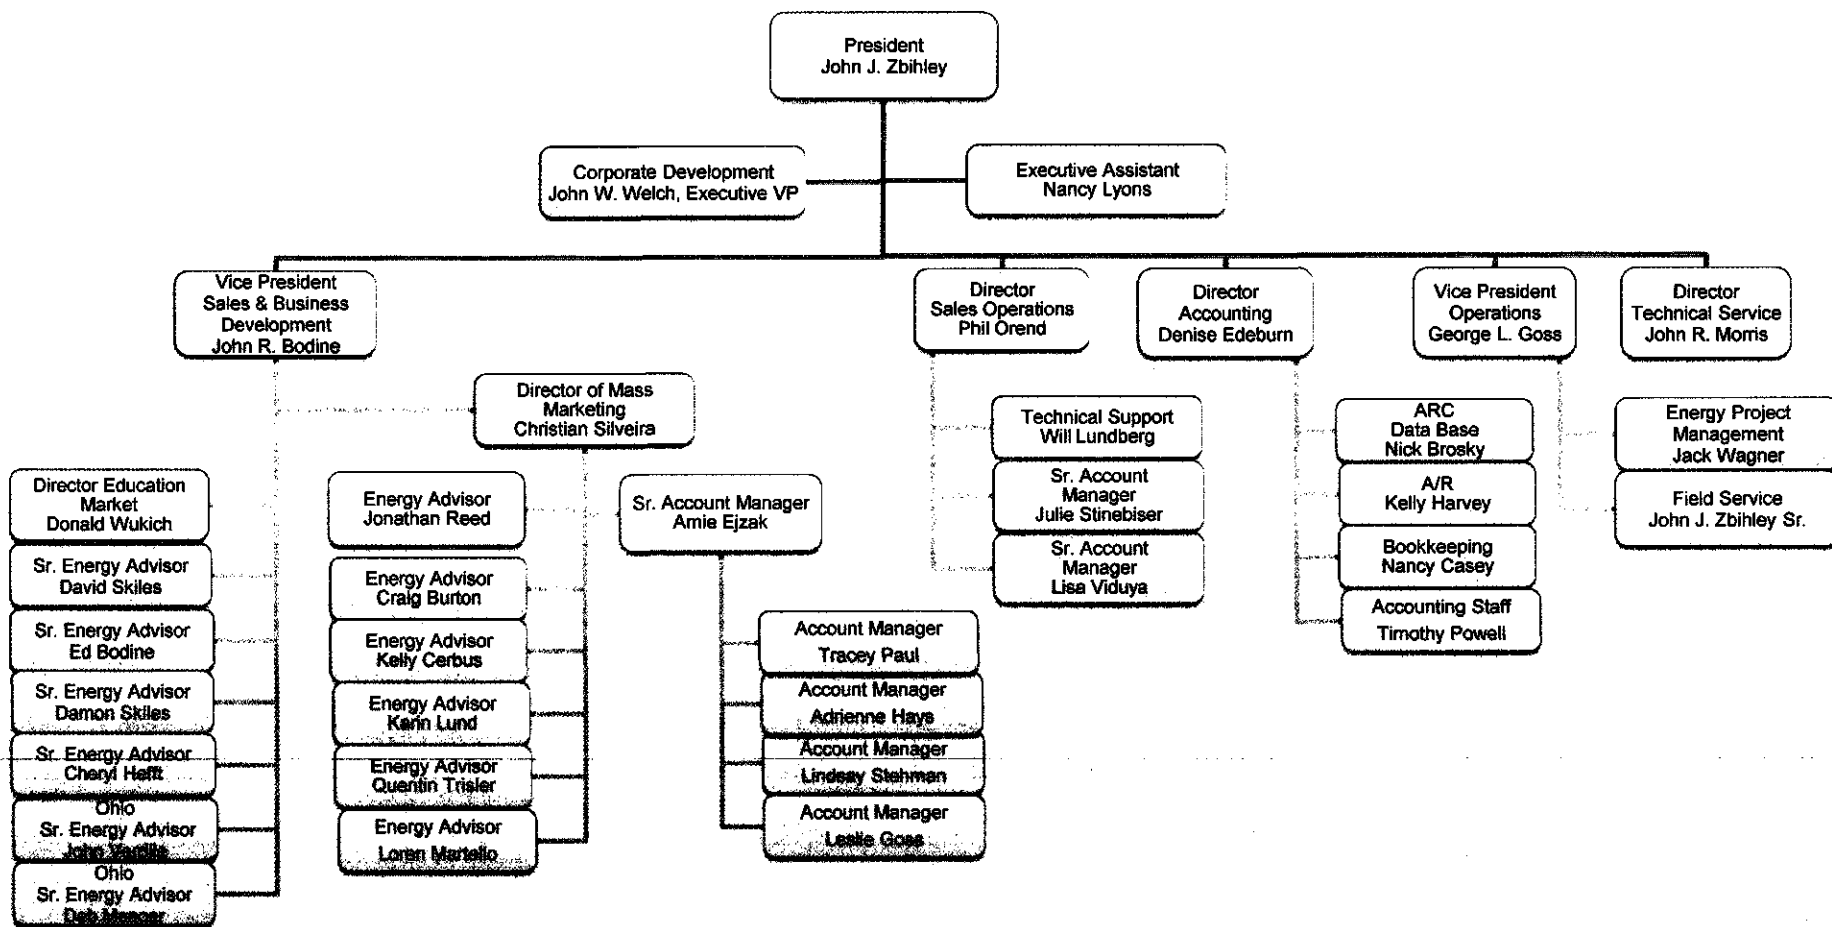 President
John J. Zbihley
Corporate Development
John W. Welch, Executive VP
Executive Assistant
Nancy Lyons
Vice President
Sales & Business
Development
John R. Bodine
Director
Sales Operations
Phil Orend
Director
Accounting
Denise Edeburn
Vice President
Operations
George L. Goss
Director
Technical Service
John R. Morris
Director of Mass
Marketing
Christian Silveira
Director Education
Market
Donald Wukich
Sr. Energy Advisor
David Skiles
Sr. Energy Advisor
Ed Bodine
Sr. Energy Advisor
Damon Skiles
Sr. Energy Advisor
Cheryl Hefft
Ohio
Sr. Energy Advisor
John
Ohio
Sr. Energy Advisor
Deb
Energy Advisor
Jonathan Reed
Energy Advisor
Craig Burton
Energy Advisor
Kelly Cerbus
Energy Advisor
Karin Lund
Energy Advisor
Quentin Trisler
Energy Advisor
Loren Martello
Sr. Account Manager
Amie Ejzak
Account Manager
Tracey Paul
Account Manager
Adrienne Hays
Account Manager
Lindsay Stehman
Account Manager
Leslie Goss
Technical Support
Will Lundberg
Sr. Account
Manager
Julie Stinebiser
Sr. Account
Manager
Lisa Viduya
ARC
Data Base
Nick Brosky
A/R
Kelly Harvey
Bookkeeping
Nancy Casey
Accounting Staff
Timothy Powell
Energy Project
Management
Jack Wagner
Field Service
John J. Zbihley Sr.